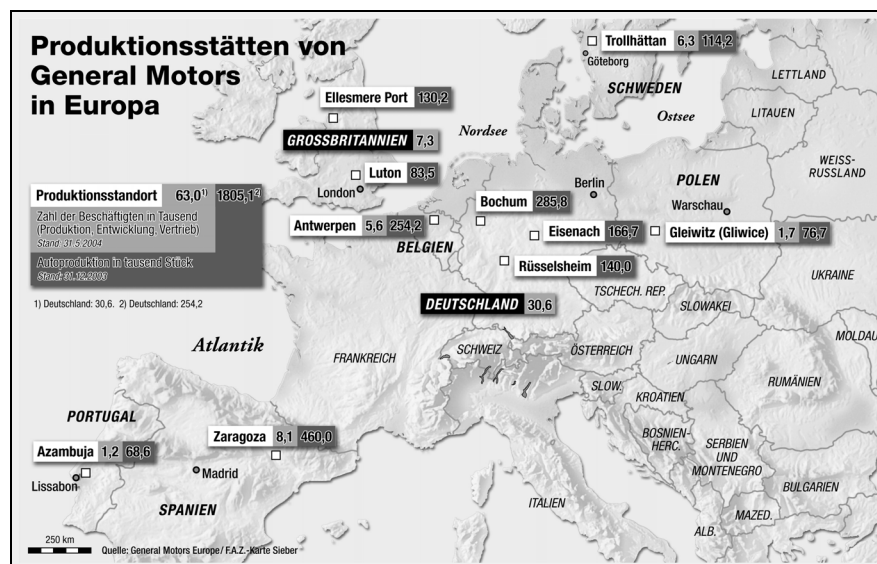 Produktionsstätten von
General Motors
in Europa
Produktionsstandort 63,0¹⁾ 1805,1²⁾
Zahl der Beschäftigten in Tausend
(Produktion, Entwicklung, Vertrieb)
Stand: 31.5.2004
Autoproduktion in tausend Stück
Stand: 31.12.2003
1) Deutschland: 30,6. 2) Deutschland: 254,2
Trollhättan 6,3 114,2
Göteborg
SCHWEDEN
LETTLAND
LITAUEN
Ostsee
Nordsee
Ellesmere Port 130,2
GROSSBRITANNIEN 7,3
Luton 83,5
London
WEISS-
RUSSLAND
POLEN
Berlin
Warschau
Bochum 285,8
Antwerpen 5,6 254,2
BELGIEN
Eisenach 166,7
Gleiwitz (Gliwice) 1,7 76,7
Rüsselsheim 140,0
DEUTSCHLAND 30,6
TSCHECH. REP.
SLOWAKEI
UKRAINE
MOLDAU
Atlantik
FRANKREICH
SCHWEIZ
ÖSTERREICH
UNGARN
RUMÄNIEN
SLOW.
KROATIEN
BOSNIEN-
HERC.
SERBIEN
UND
MONTENEGRO
BULGARIEN
MAZED.
ALB.
ITALIEN
PORTUGAL
Azambuja 1,2 68,6
Lissabon
Zaragoza 8,1 460,0
Madrid
SPANIEN
250 km
Quelle: General Motors Europe/ F.A.Z.-Karte Sieber